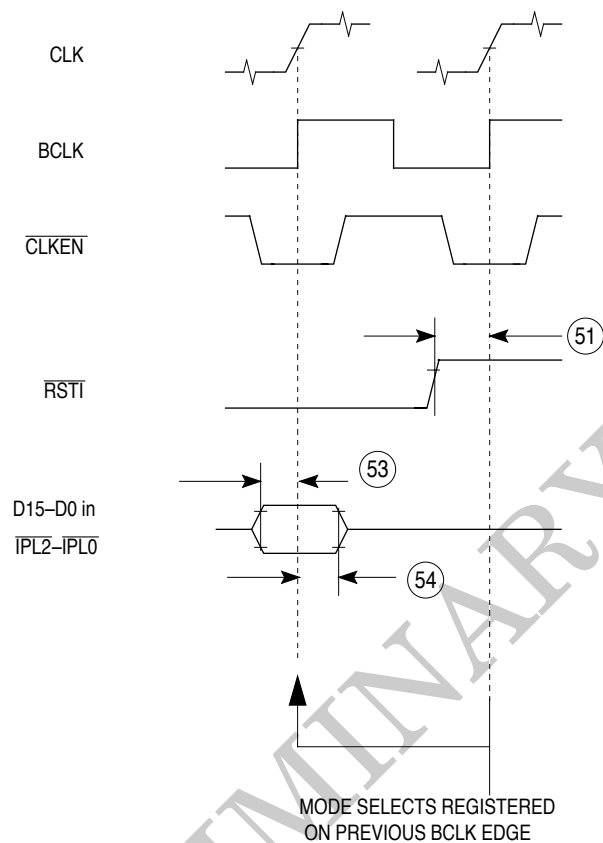 CLK
BCLK
CLKEN
51
RSTI
53
D15–D0 in
IPL2–IPL0
54
MODE SELECTS REGISTERED
ON PREVIOUS BCLK EDGE
MINARY